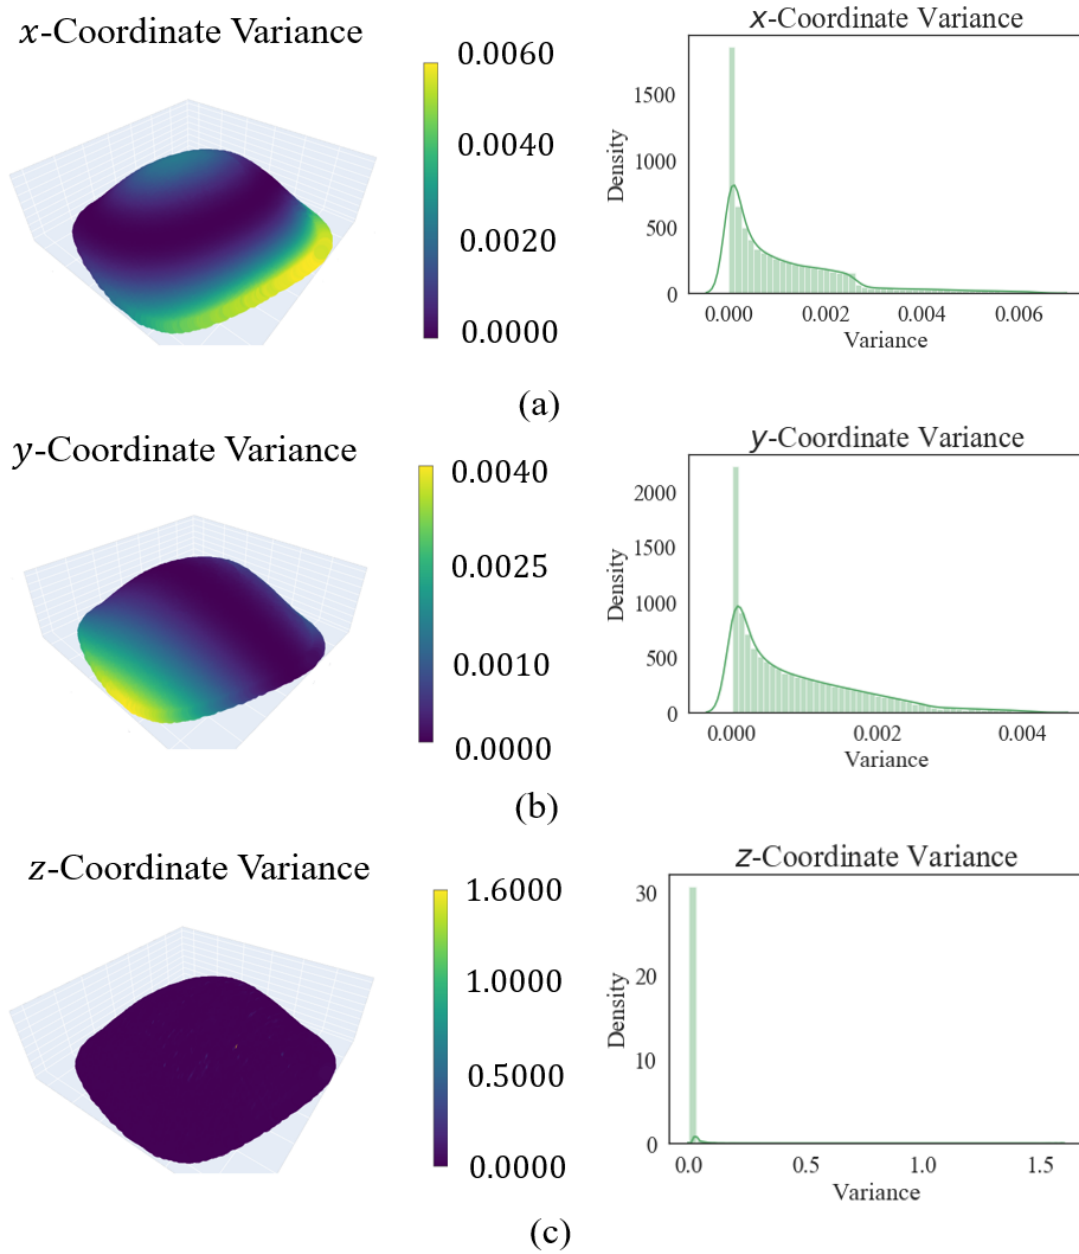 x-Coordinate Variance
0.0060
0.0040
0.0020
0.0000
x-Coordinate Variance
Density
1500
1000
500
0
0.000 0.002 0.004 0.006
Variance
(a)
y-Coordinate Variance
0.0040
0.0025
0.0010
0.0000
y-Coordinate Variance
Density
2000
1500
1000
500
0
0.000 0.002 0.004
Variance
(b)
z-Coordinate Variance
1.6000
1.0000
0.5000
0.0000
z-Coordinate Variance
Density
30
20
10
0
0.0 0.5 1.0 1.5
Variance
(c)